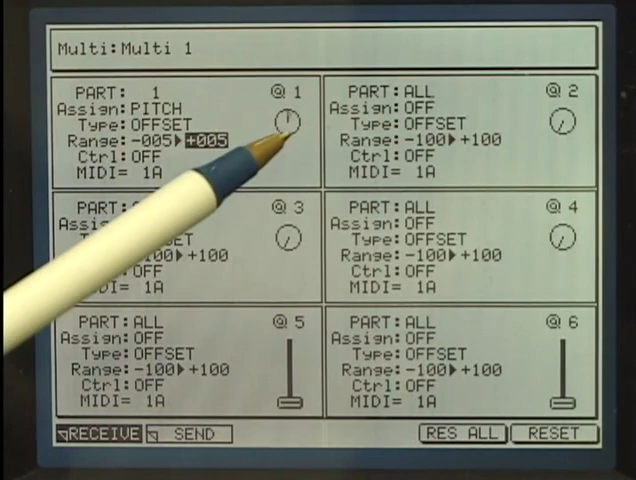 Multi:Multi 1
PART: 1 @ 1
Assign:PITCH
Type:OFFSET
Range:-005▶+005
Ctrl:OFF
MIDI= 1A
PART:ALL @ 2
Assign:OFF
Type:OFFSET
Range:-100▶+100
Ctrl:OFF
MIDI= 1A
PART: @ 3
▶+200
OFF
MIDI= 1A
PART:ALL @ 4
Assign:OFF
Type:OFFSET
Range:-100▶+100
Ctrl:OFF
MIDI= 1A
PART:ALL @ 5
Assign:OFF
Type:OFFSET
Range:-100▶+100
Ctrl:OFF
MIDI= 1A
PART:ALL @ 6
Assign:OFF
Type:OFFSET
Range:-100▶+100
Ctrl:OFF
MIDI= 1A
RECEIVE SEND RES ALL RESET